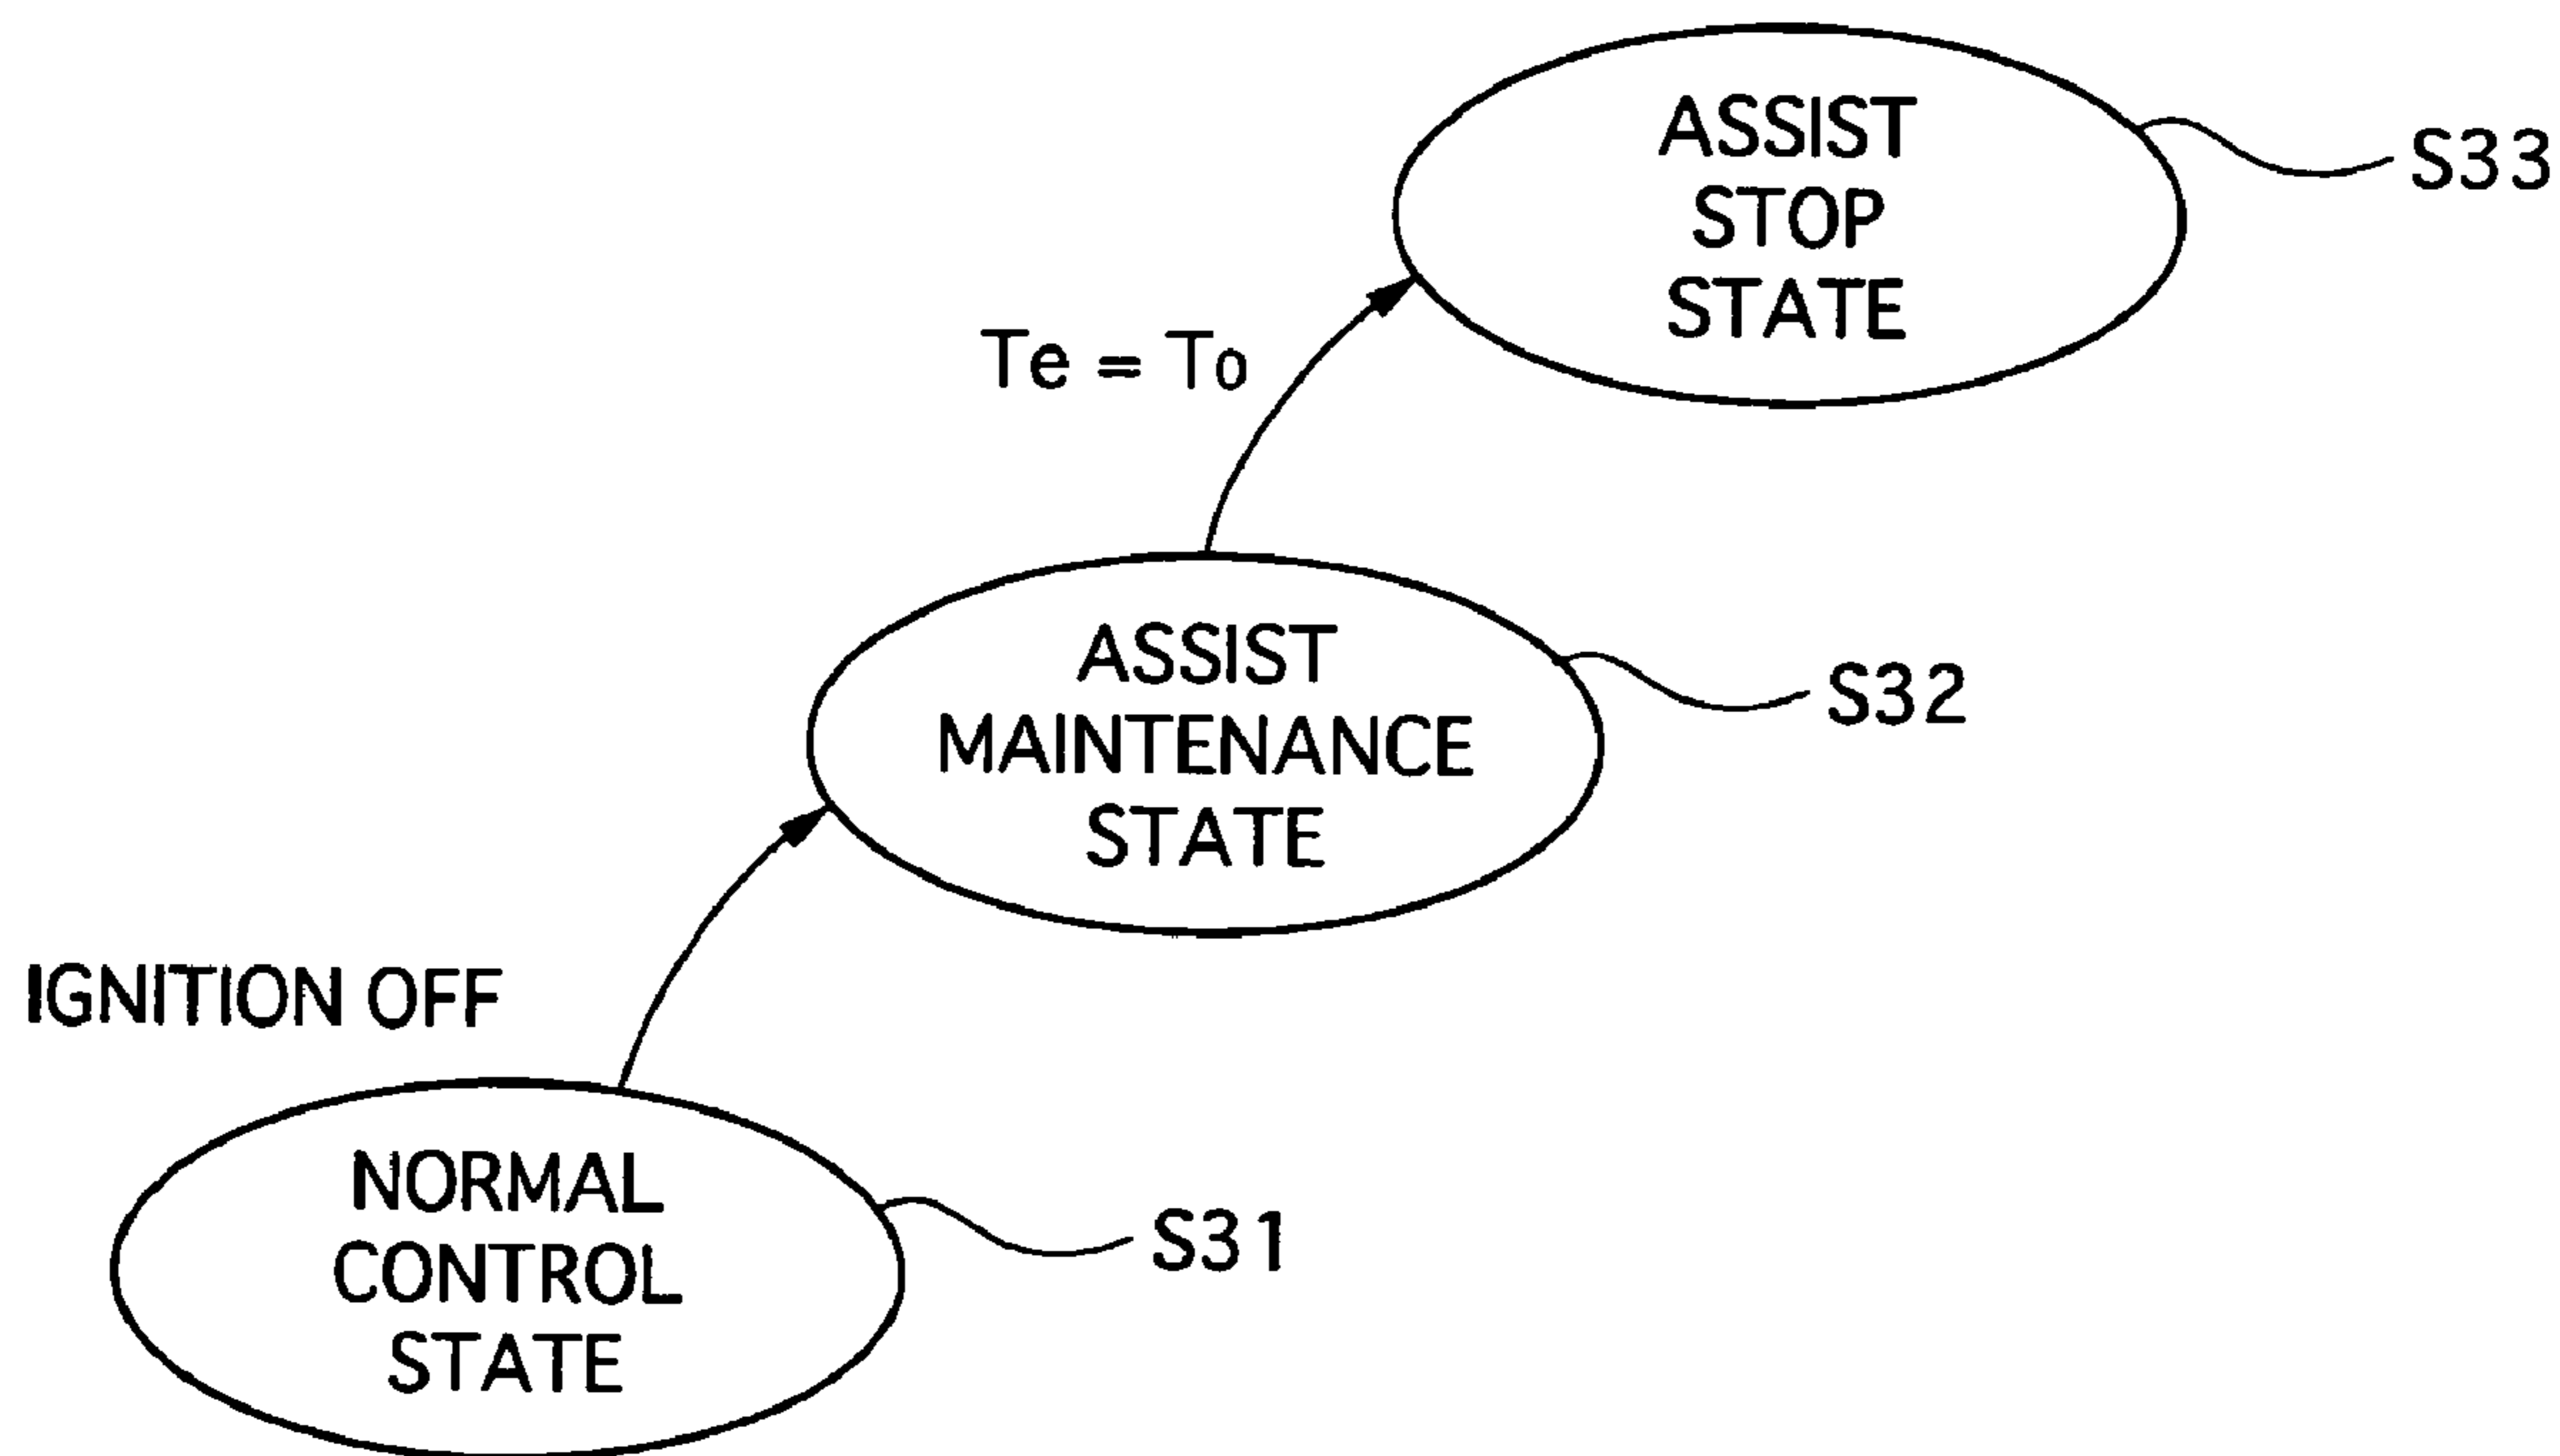 ASSIST
STOP
STATE
S33
Te = To
ASSIST
MAINTENANCE
STATE
S32
IGNITION OFF
NORMAL
CONTROL
STATE
S31